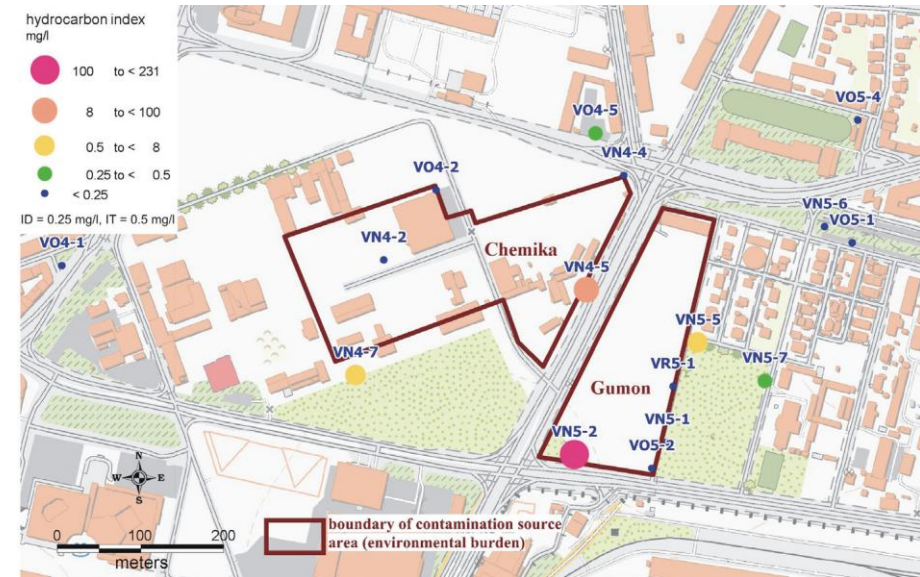 hydrocarbon index
mg/l
100 to < 231
8 to < 100
0.5 to < 8
0.25 to < 0.5
< 0.25
ID = 0.25 mg/l, IT = 0.5 mg/l
VO4-5
VO5-4
VN4-4
VO4-2
VN5-6
VO5-1
VO4-1
VN4-2
Chemika
VN4-5
VN5-5
VN4-7
VR5-1
VN5-7
Gumon
VN5-1
VN5-2
VO5-2
N
W E
S
0 100 200
meters
boundary of contamination source
area (environmental burden)